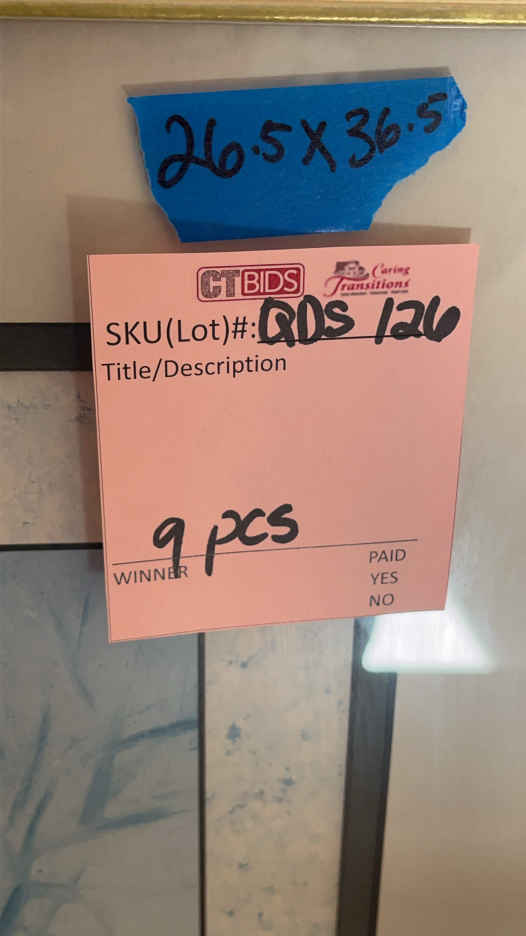 26.5 X 36.5
CTBIDS
Caring
Transitions
SKU(Lot)#: QDS 126
Title/Description
9 pcs
WINNER
PAID
YES
NO